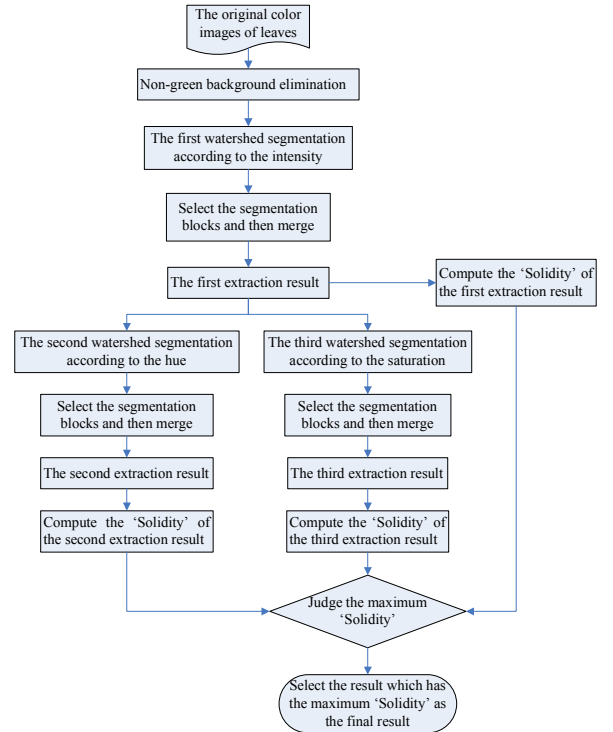 The original color
images of leaves
Non-green background elimination
The first watershed segmentation
according to the intensity
Select the segmentation
blocks and then merge
The first extraction result
Compute the ‘Solidity’ of
the first extraction result
The second watershed segmentation
according to the hue
The third watershed segmentation
according to the saturation
Select the segmentation
blocks and then merge
Select the segmentation
blocks and then merge
The second extraction result
The third extraction result
Compute the ‘Solidity’ of
the second extraction result
Compute the ‘Solidity’ of
the third extraction result
Judge the maximum
‘Solidity’
Select the result which has
the maximum ‘Solidity’ as
the final result